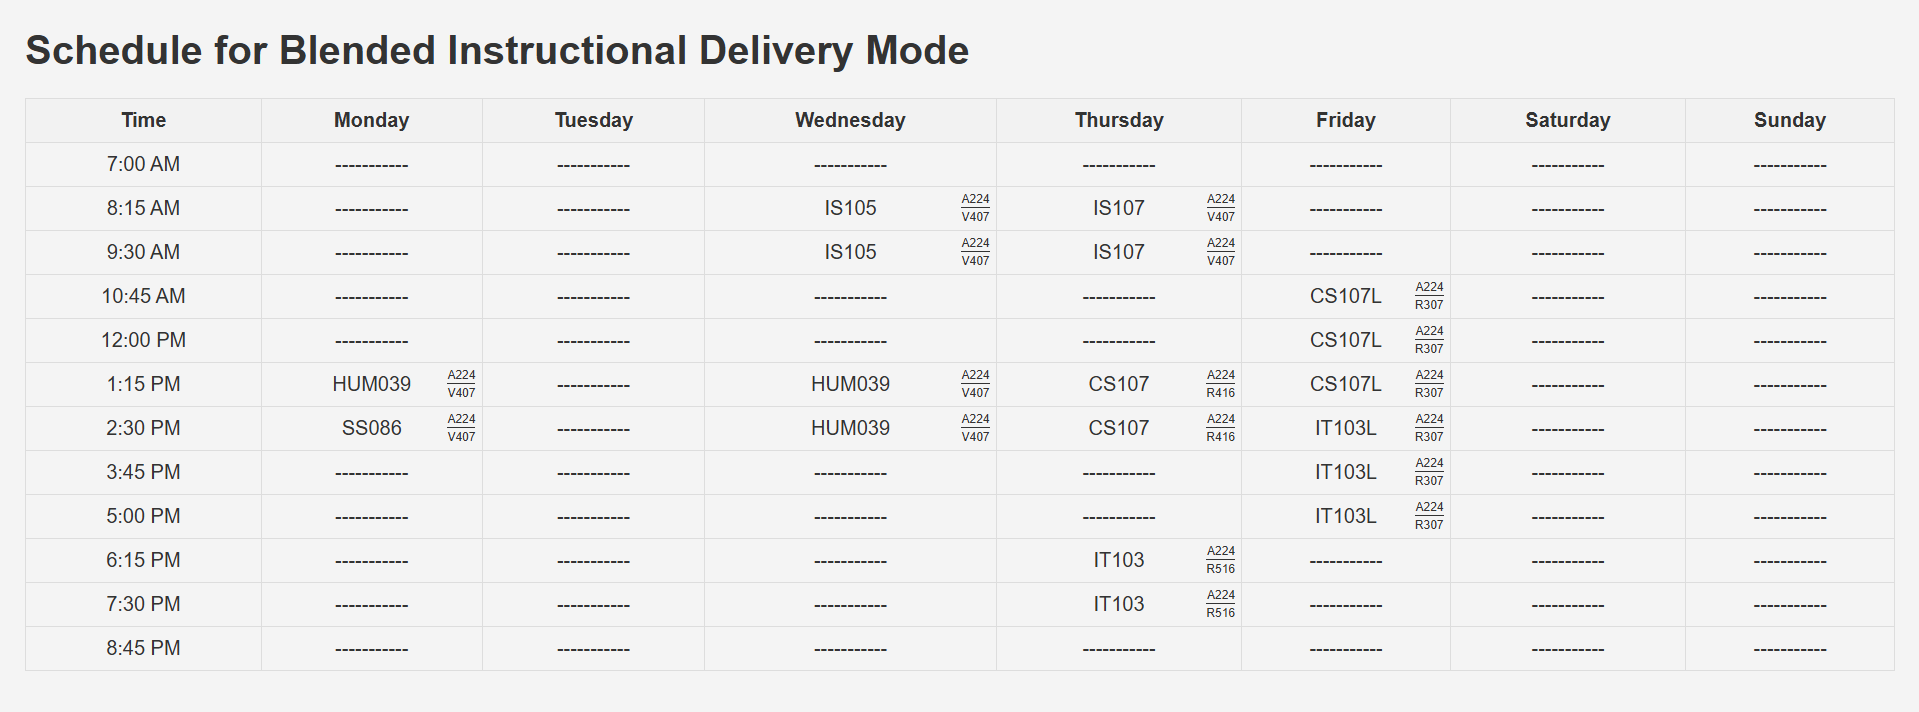 Schedule for Blended Instructional Delivery Mode
Time Monday Tuesday Wednesday Thursday Friday Saturday Sunday
7:00 AM ----------- ----------- ----------- ----------- ----------- ----------- -----------
8:15 AM ----------- ----------- IS105 A224 V407 IS107 A224 V407 ----------- ----------- -----------
9:30 AM ----------- ----------- IS105 A224 V407 IS107 A224 V407 ----------- ----------- -----------
10:45 AM ----------- ----------- ----------- ----------- CS107L A224 R307 ----------- -----------
12:00 PM ----------- ----------- ----------- ----------- CS107L A224 R307 ----------- -----------
1:15 PM HUM039 A224 V407 ----------- HUM039 A224 V407 CS107 A224 R416 CS107L A224 R307 ----------- -----------
2:30 PM SS086 A224 V407 ----------- HUM039 A224 V407 CS107 A224 R416 IT103L A224 R307 ----------- -----------
3:45 PM ----------- ----------- ----------- ----------- IT103L A224 R307 ----------- -----------
5:00 PM ----------- ----------- ----------- ----------- IT103L A224 R307 ----------- -----------
6:15 PM ----------- ----------- ----------- IT103 A224 R516 ----------- ----------- -----------
7:30 PM ----------- ----------- ----------- IT103 A224 R516 ----------- ----------- -----------
8:45 PM ----------- ----------- ----------- ----------- ----------- ----------- -----------